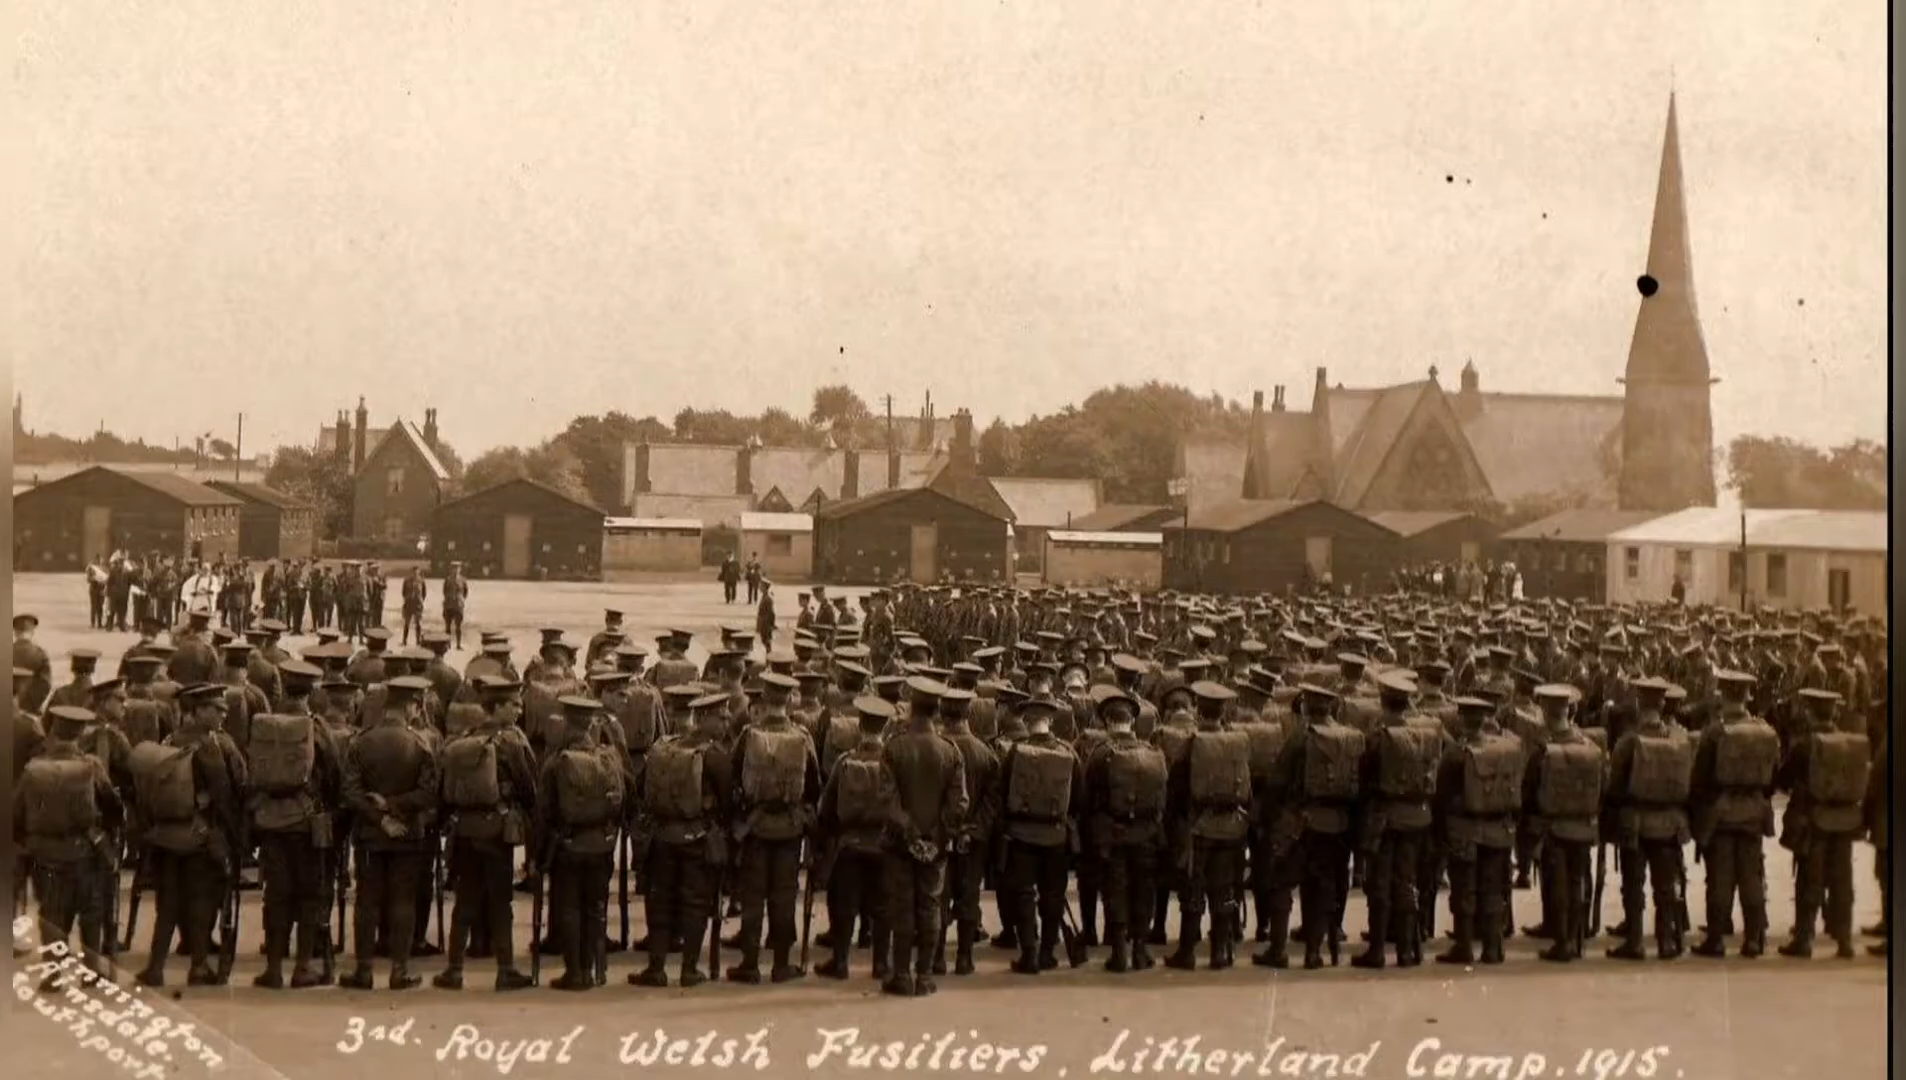 B. Pinnington
Ainsdale.
Southport
3rd. Royal Welsh Fusiliers. Litherland Camp. 1915.